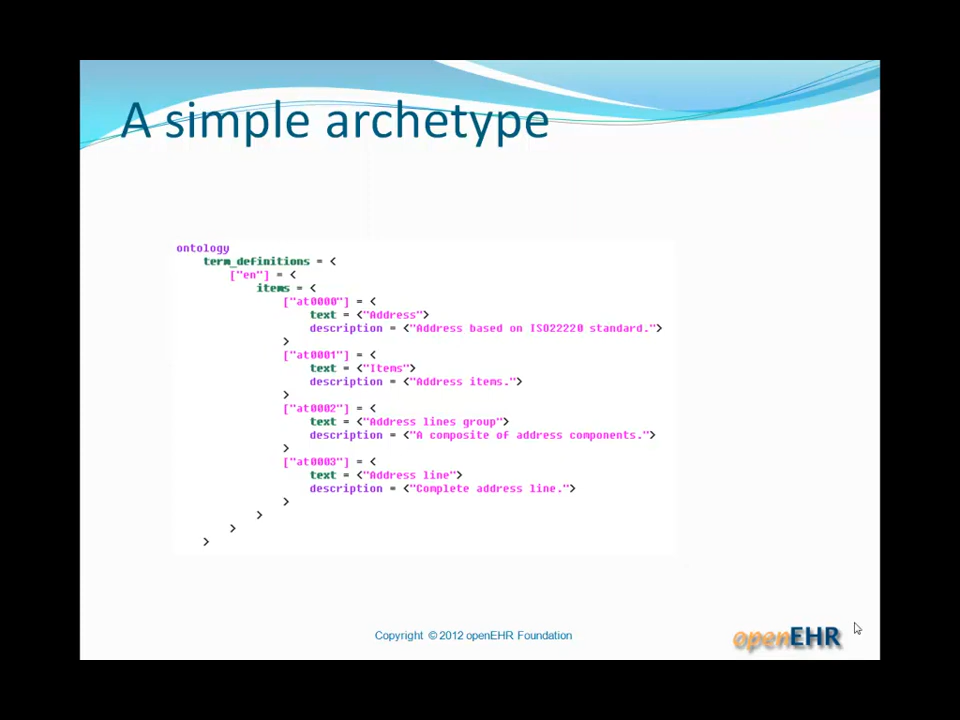 A simple archetype
ontology
term_definitions = <
["en"] = <
items = <
["at0000"] = <
text = <"Address">
description = <"Address based on ISO22220 standard.">
>
["at0001"] = <
text = <"Items">
description = <"Address items.">
>
["at0002"] = <
text = <"Address lines group">
description = <"A composite of address components.">
>
["at0003"] = <
text = <"Address line">
description = <"Complete address line.">
>
>
>
>
Copyright © 2012 openEHR Foundation
openEHR